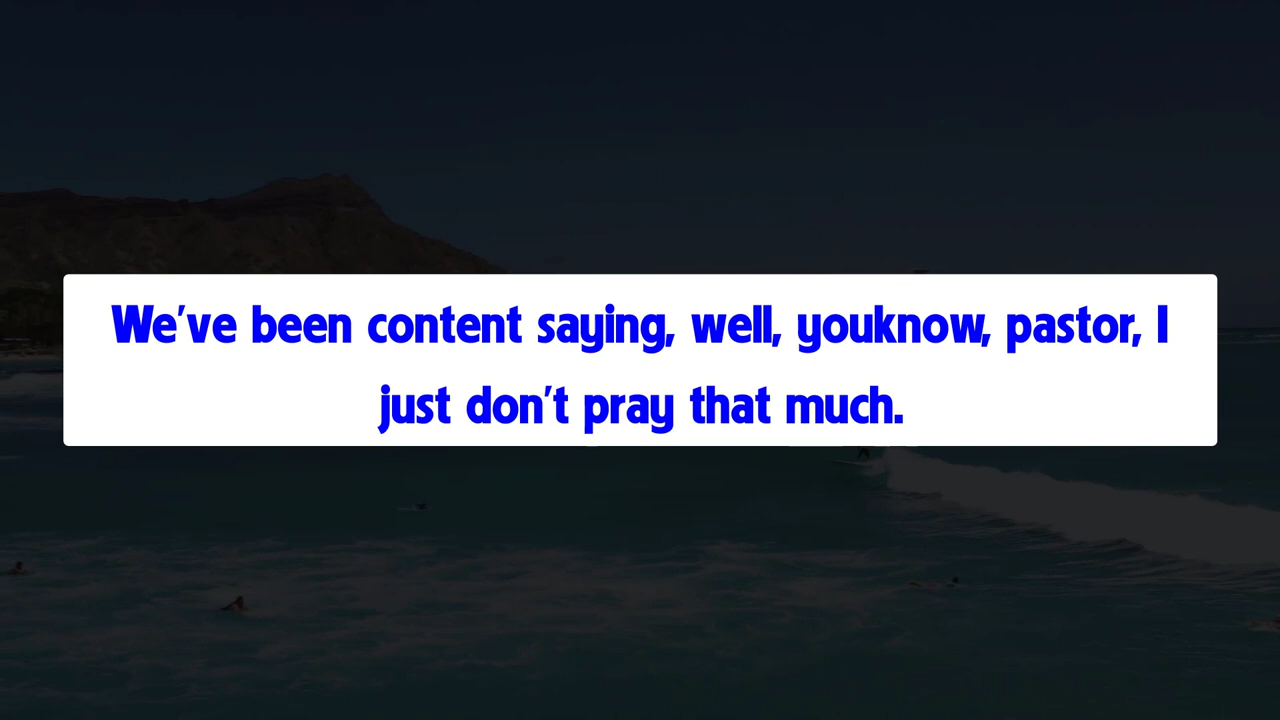 We've been content saying, well, youknow, pastor, I
just don't pray that much.